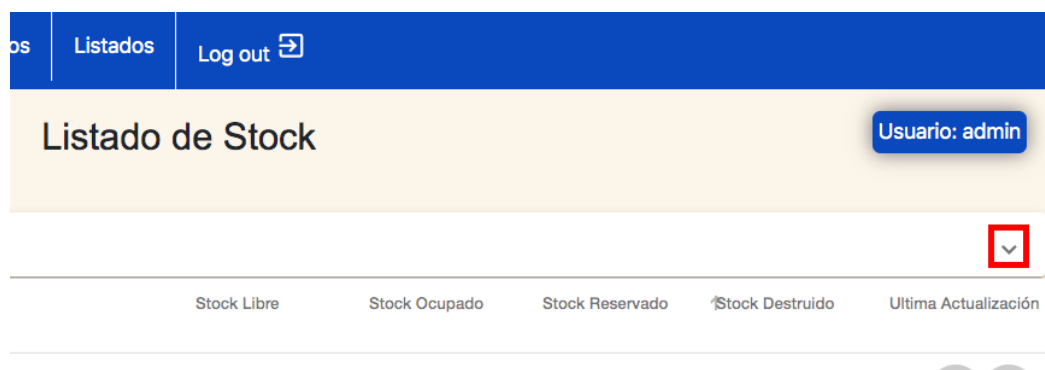 os Listados Log out
Listado de Stock
Usuario: admin
Stock Libre Stock Ocupado Stock Reservado Stock Destruido Ultima Actualización